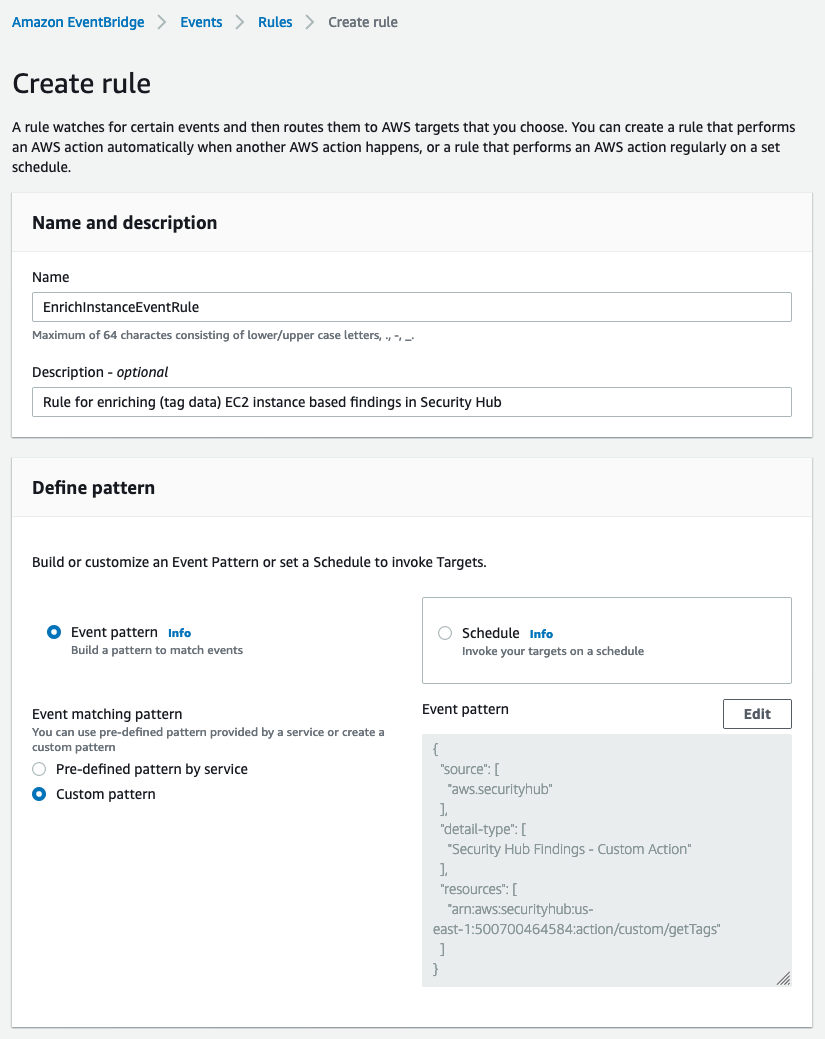 Amazon EventBridge > Events > Rules > Create rule
Create rule
A rule watches for certain events and then routes them to AWS targets that you choose. You can create a rule that performs
an AWS action automatically when another AWS action happens, or a rule that performs an AWS action regularly on a set
schedule.
Name and description
Name
EnrichInstanceEventRule
Maximum of 64 charactes consisting of lower/upper case letters, ., -, _.
Description - optional
Rule for enriching (tag data) EC2 instance based findings in Security Hub
Define pattern
Build or customize an Event Pattern or set a Schedule to invoke Targets.
Event pattern Info
Build a pattern to match events
Schedule Info
Invoke your targets on a schedule
Event matching pattern
You can use pre-defined pattern provided by a service or create a
custom pattern
Pre-defined pattern by service
Custom pattern
Event pattern
Edit
{
"source": [
"aws.securityhub"
],
"detail-type": [
"Security Hub Findings - Custom Action"
],
"resources": [
"arn:aws:securityhub:us-
east-1:500700464584:action/custom/getTags"
]
}